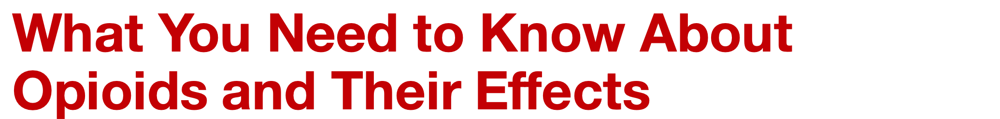 What You Need to Know About
Opioids and Their Effects